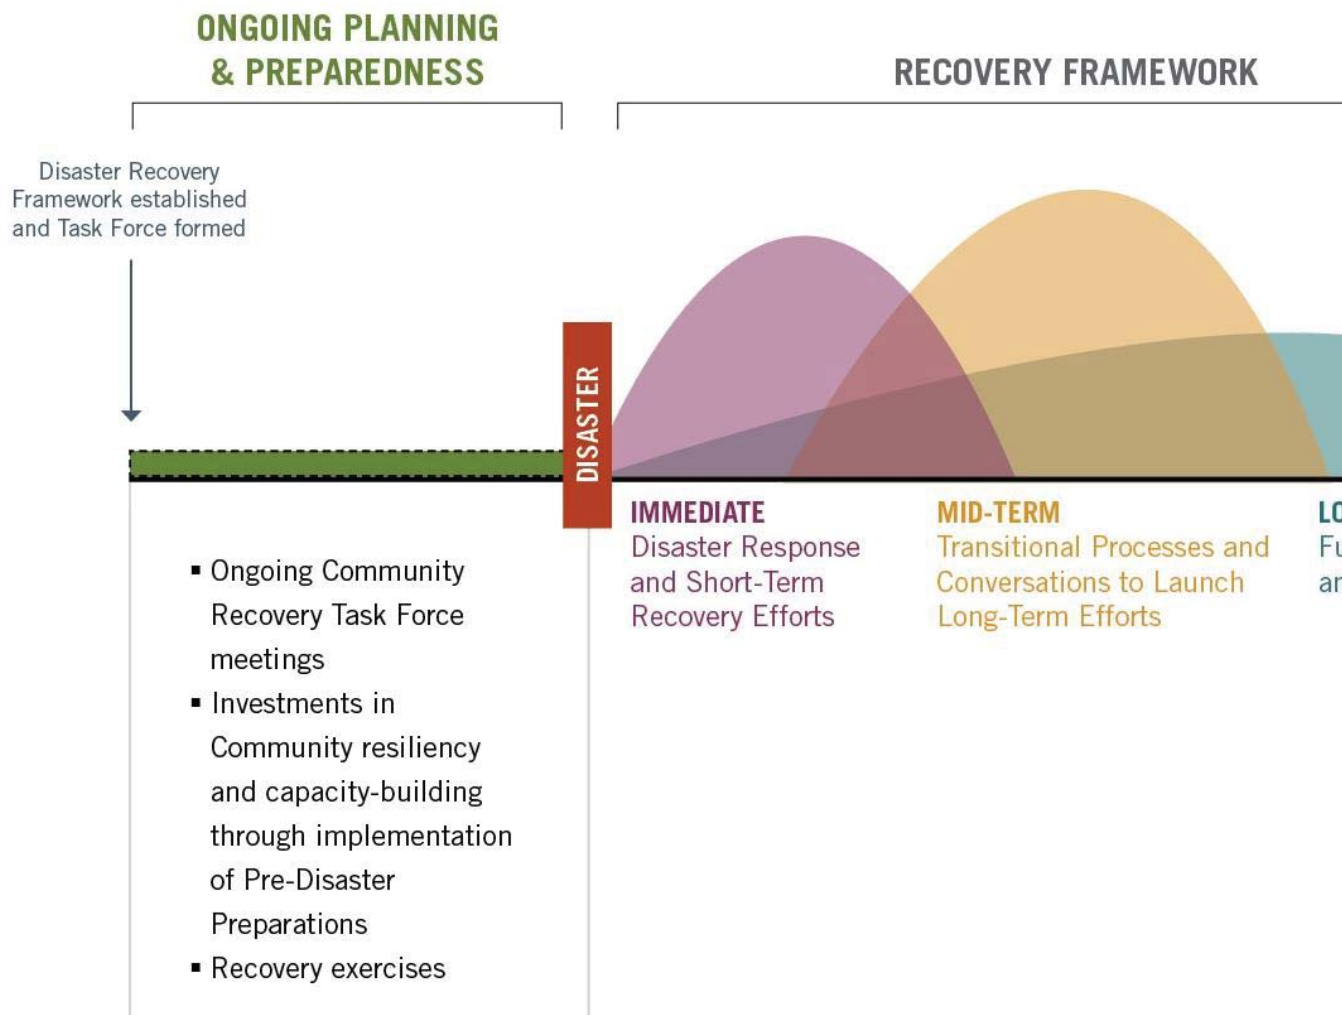 ONGOING PLANNING
& PREPAREDNESS
RECOVERY FRAMEWORK
Disaster Recovery
Framework established
and Task Force formed
DISASTER
IMMEDIATE
Disaster Response
and Short-Term
Recovery Efforts
MID-TERM
Transitional Processes and
Conversations to Launch
Long-Term Efforts
▪ Ongoing Community
Recovery Task Force
meetings
▪ Investments in
Community resiliency
and capacity-building
through implementation
of Pre-Disaster
Preparations
▪ Recovery exercises